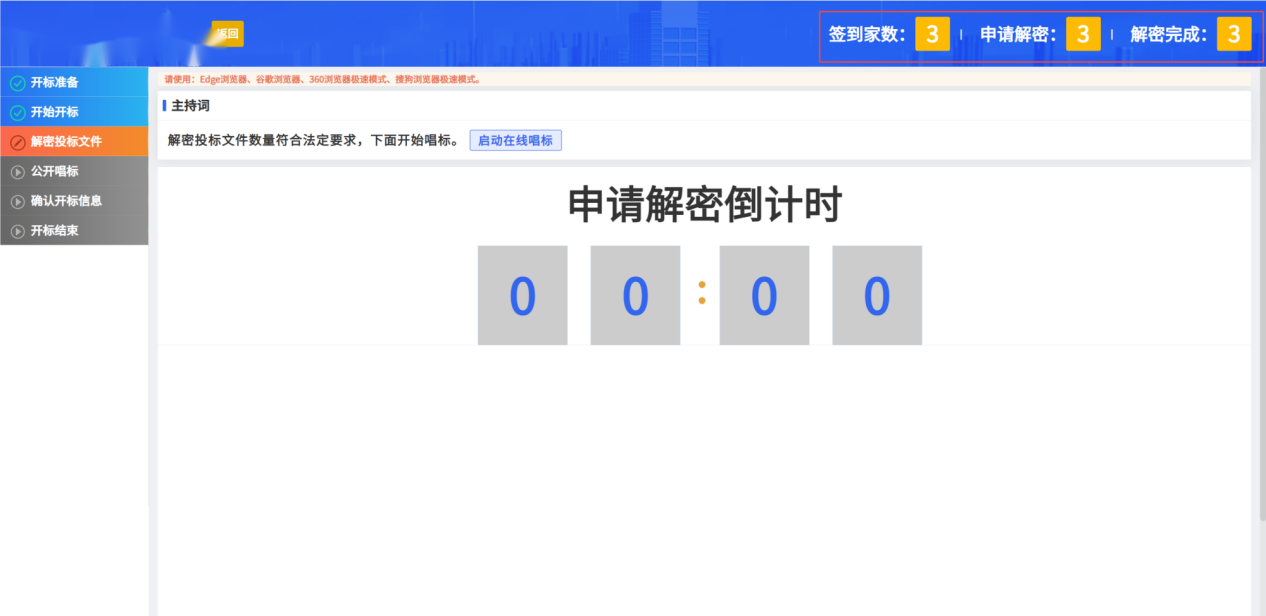 返回
签到家数： 3 | 申请解密： 3 | 解密完成： 3
开标准备
开始开标
解密投标文件
公开唱标
确认开标信息
开标结束
请使用：Edge浏览器、谷歌浏览器、360浏览器极速模式、搜狗浏览器极速模式。
主持词
解密投标文件数量符合法定要求，下面开始唱标。 启动在线唱标
申请解密倒计时
0 0 : 0 0